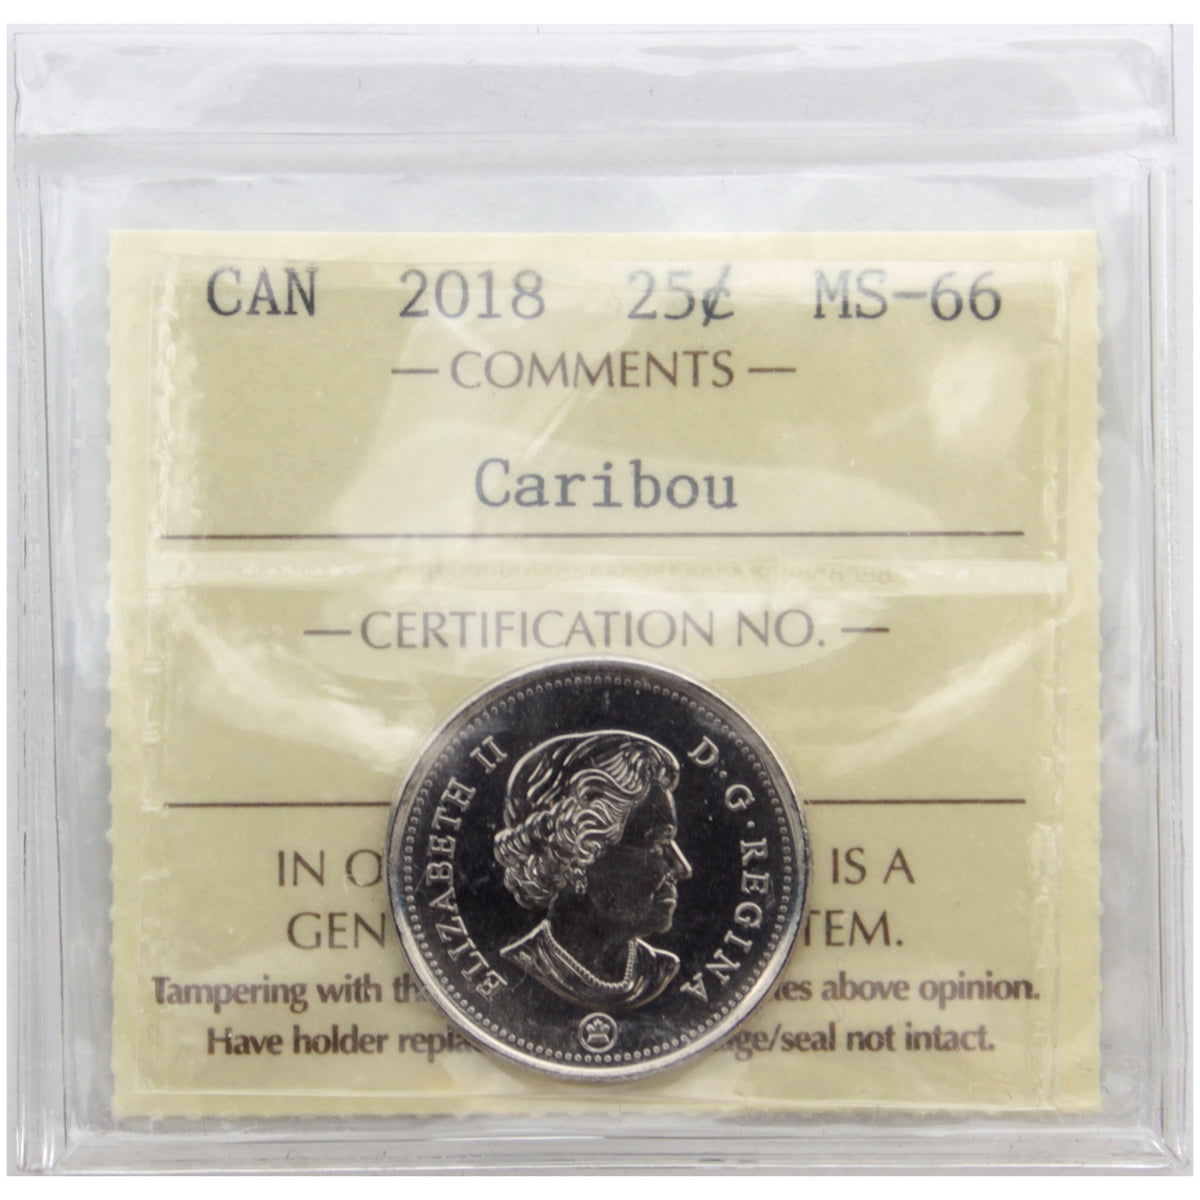 CAN 2018 25¢ MS-66
— COMMENTS —
Caribou
— CERTIFICATION NO. —
ELIZABETH II D·G·REGINA
IN O IS A
GEN TEM.
Tampering with th tes above opinion.
Have holder repla ge/seal not intact.